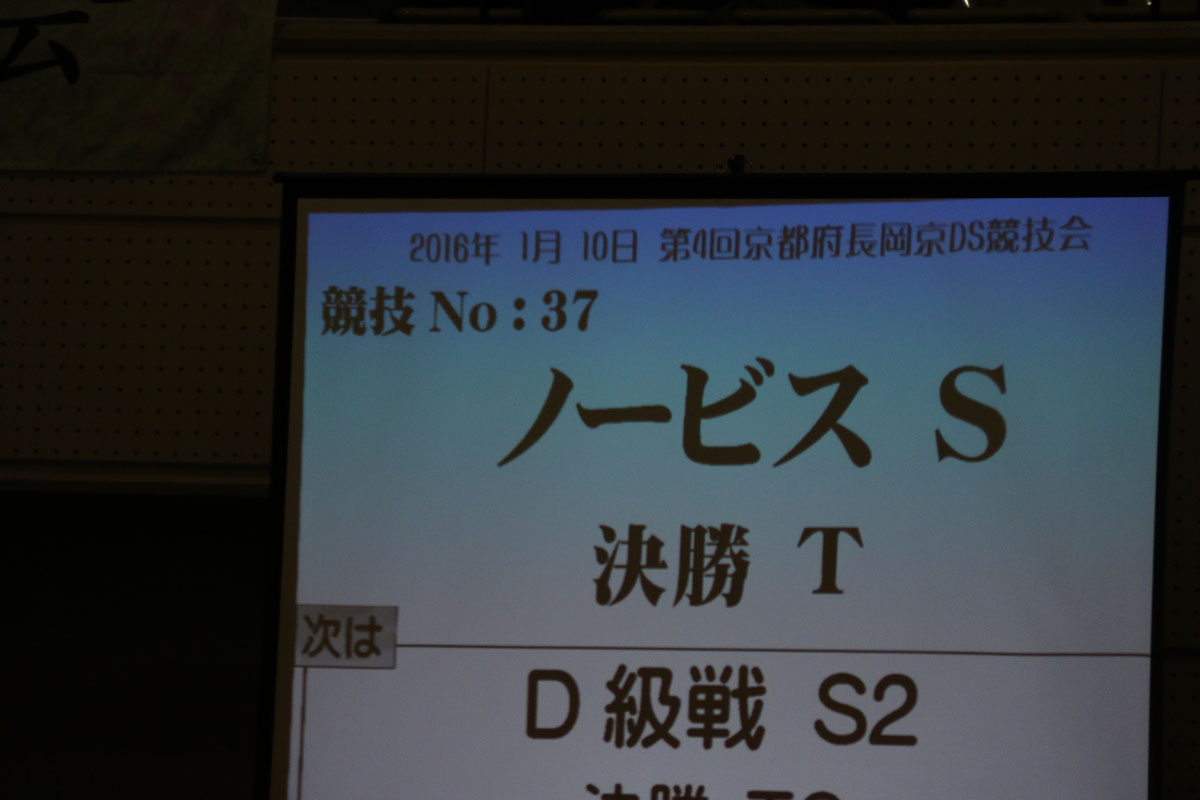 会
2016年 1月 10日 第4回京都府長岡京DS競技会
競技 No : 37
ノービス S
決勝 T
次は
D 級戦 S2